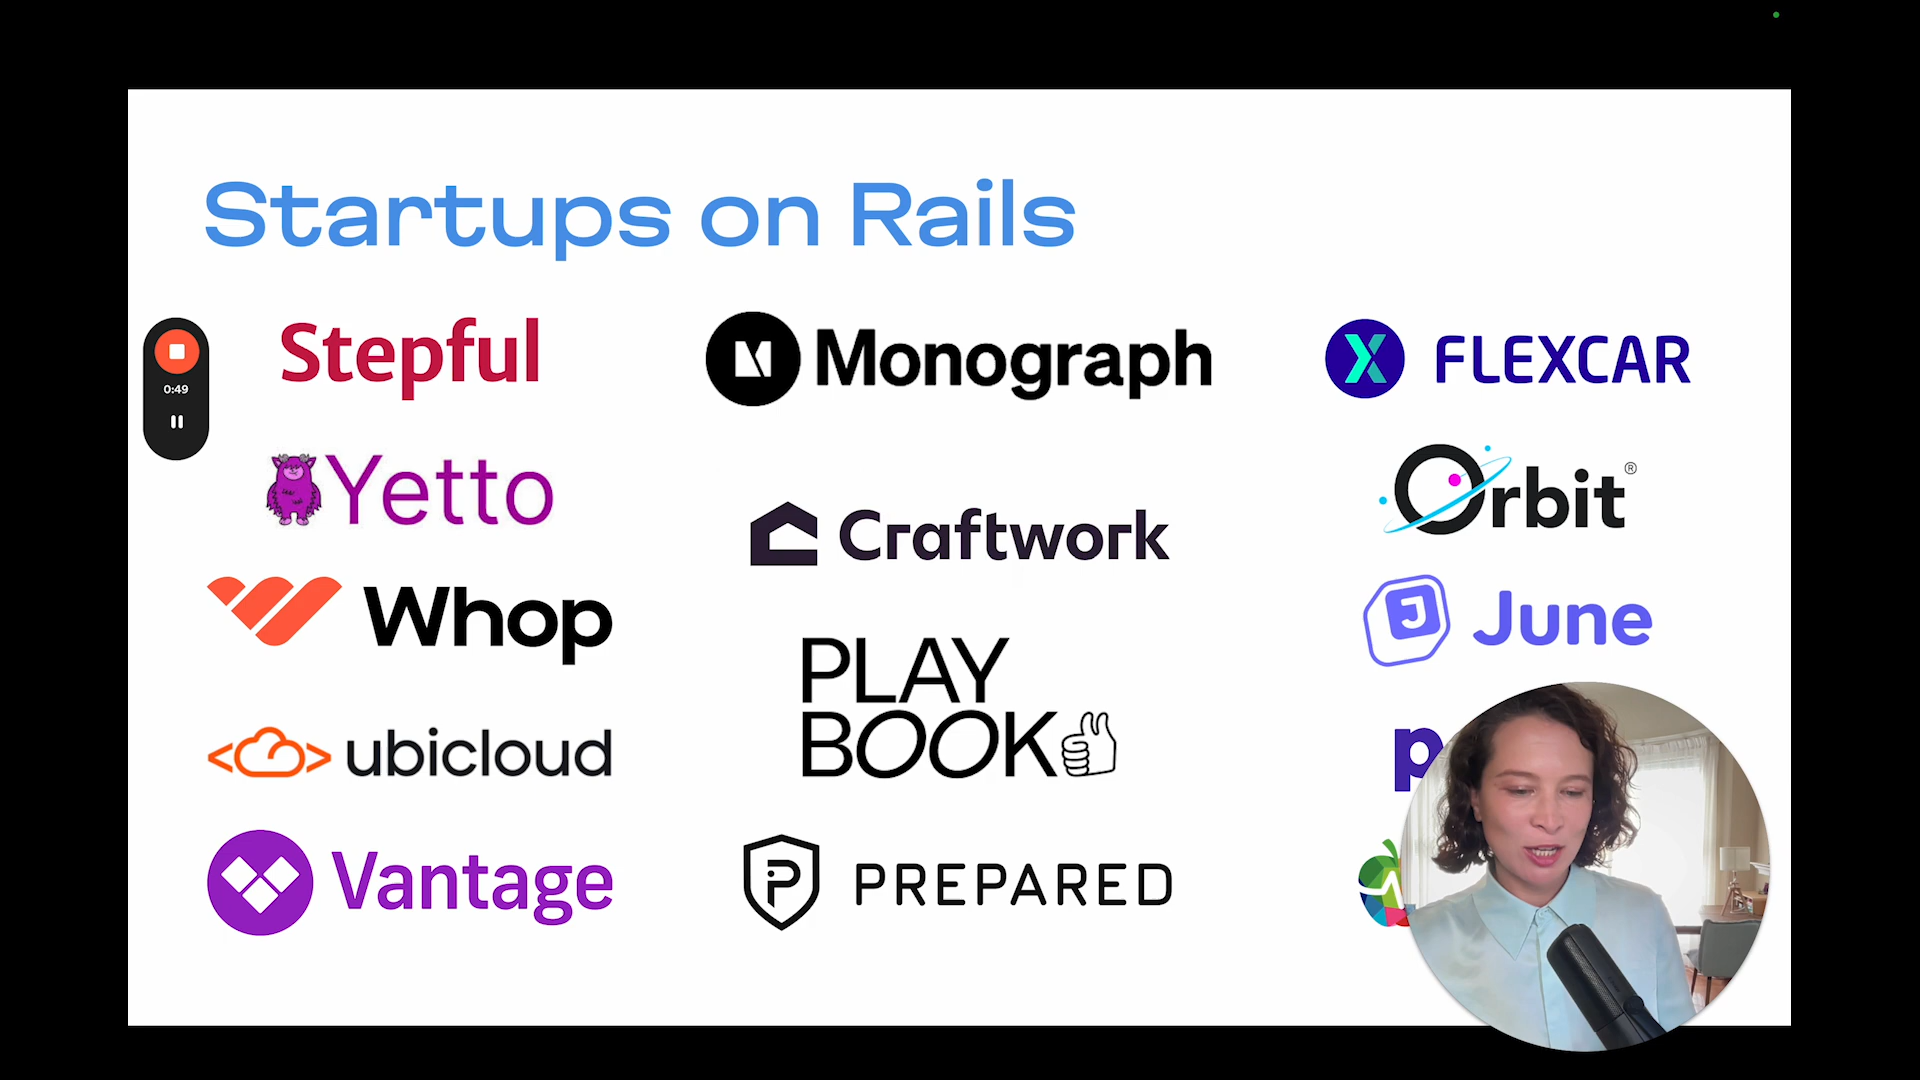 Startups on Rails
Stepful
Monograph
FLEXCAR
0:49
Yetto
Orbit®
Craftwork
Whop
June
PLAY
BOOK
ubicloud
Vantage
PREPARED